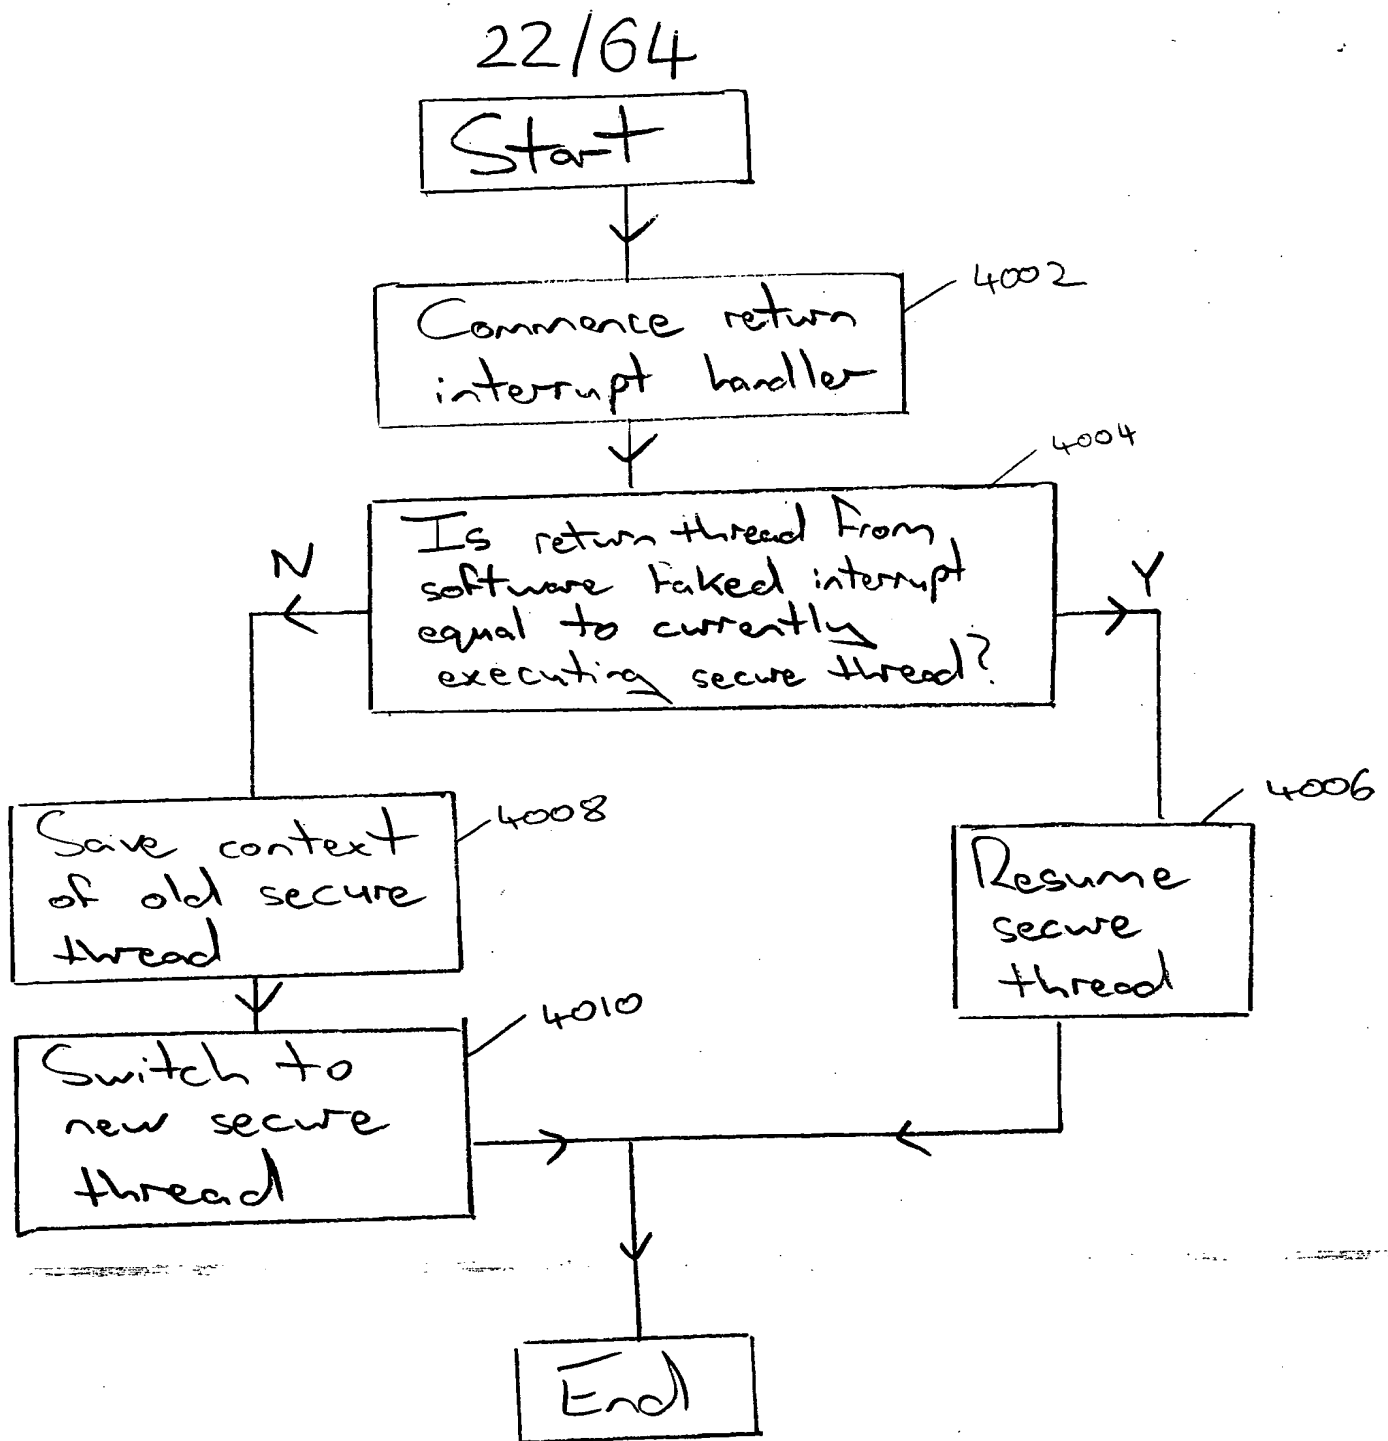 22/64
Start
Commence return
interrupt handler
4002
4004
Is return thread from
software faked interrupt
equal to currently
executing secure thread?
N
Y
4008
Save context
of old secure
thread
4006
Resume
secure
thread
4010
Switch to
new secure
thread
End